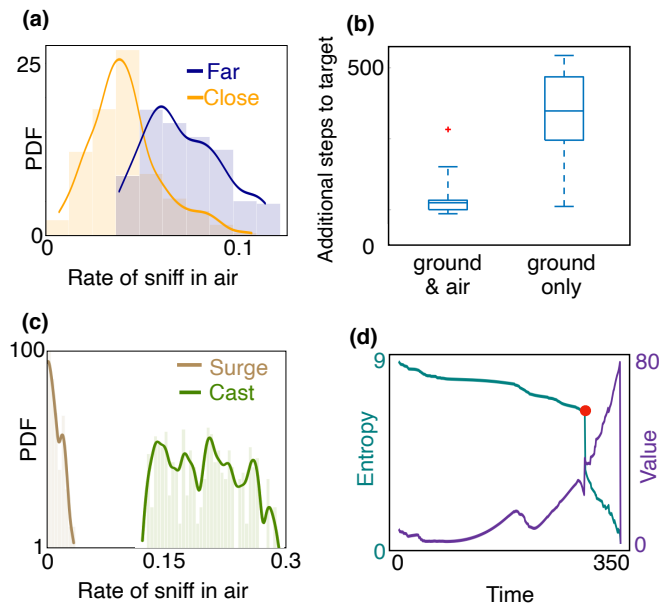 (a)
25
Far
Close
PDF
0
0.1
Rate of sniff in air
(b)
Additional steps to target
500
0
ground
& air
ground
only
(c)
100
Surge
Cast
PDF
1
0
0.15
0.3
Rate of sniff in air
(d)
9
80
Entropy
Value
0
0
0
350
Time